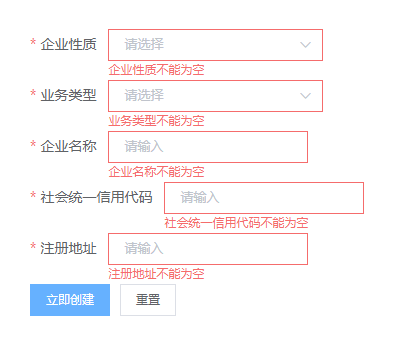 * 企业性质 请选择
企业性质不能为空
* 业务类型 请选择
业务类型不能为空
* 企业名称 请输入
企业名称不能为空
* 社会统一信用代码 请输入
社会统一信用代码不能为空
* 注册地址 请输入
注册地址不能为空
立即创建 重置